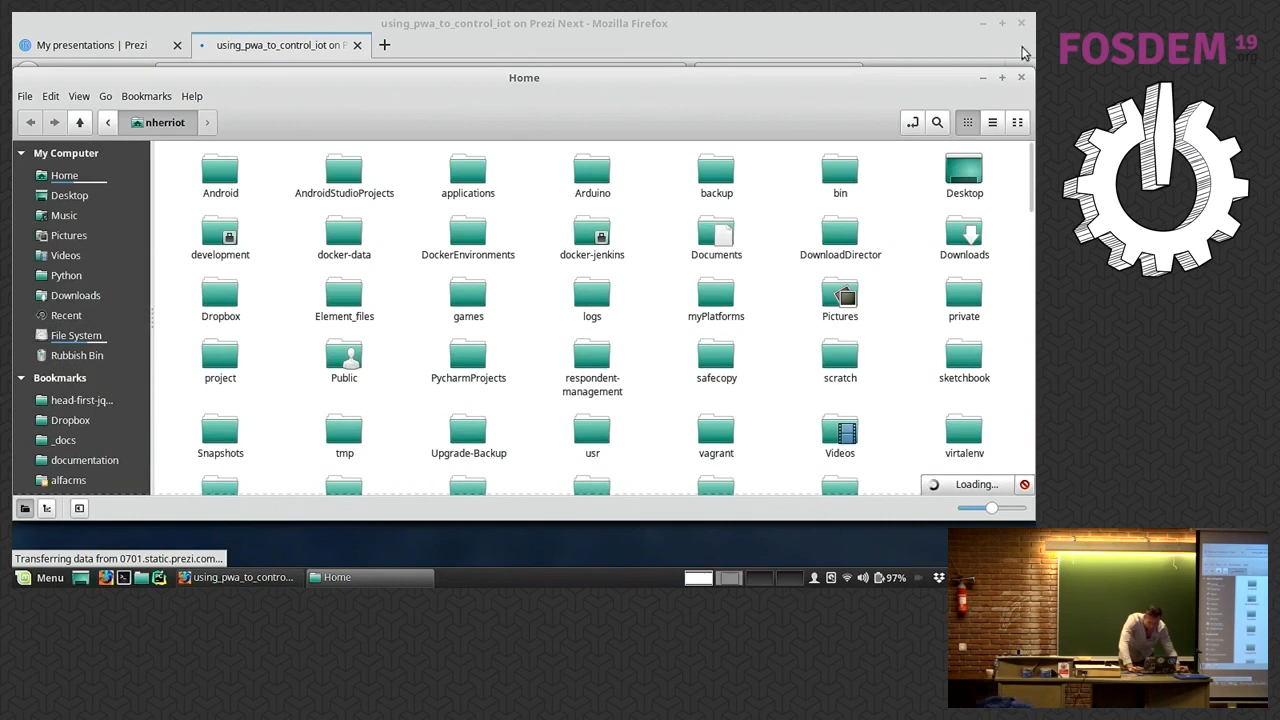 using_pwa_to_control_iot on Prezi Next - Mozilla Firefox
My presentations | Prezi
using_pwa_to_control_iot on P
Home
File Edit View Go Bookmarks Help
nherriot
My Computer
Home
Desktop
Music
Pictures
Videos
Python
Downloads
Recent
File System
Rubbish Bin
Bookmarks
head-first-jq...
Dropbox
_docs
documentation
alfacms
Android AndroidStudioProjects applications Arduino backup bin Desktop
development docker-data DockerEnvironments docker-jenkins Documents DownloadDirector Downloads
Dropbox Element_files games logs myPlatforms Pictures private
project Public PycharmProjects respondent-management safecopy scratch sketchbook
Snapshots tmp Upgrade-Backup usr vagrant Videos virtalenv
Loading...
Transferring data from 0701.static.prezi.com...
Menu using_pwa_to_contro... Home 97%
FOSDEM 19
.org